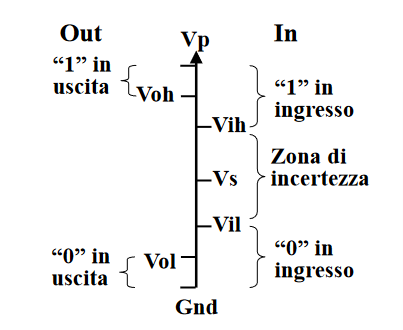 Out
Vp
In
“1” in
uscita
Voh
“1” in
ingresso
Vih
Zona di
incertezza
Vs
Vil
“0” in
uscita
Vol
“0” in
ingresso
Gnd